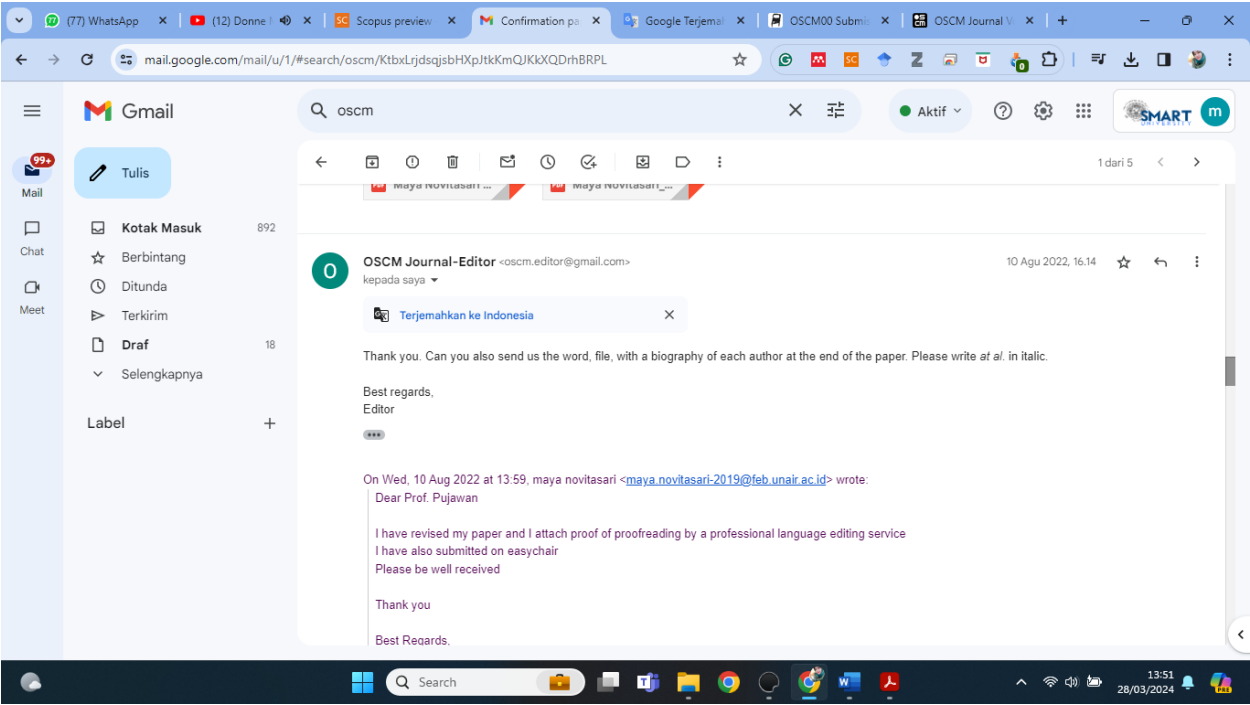 (77) WhatsApp
(12) Donne
Scopus preview
Confirmation pa
Google Terjemah
OSCM00 Submis
OSCM Journal V
mail.google.com/mail/u/1/#search/oscm/KtbxLrjdsqjsbHXpJtkKmQJKkXQDrhBRPL
Gmail
oscm
Aktif
SMART
UNIVERSITY
m
99+
Mail
Chat
Meet
Tulis
Kotak Masuk 892
Berbintang
Ditunda
Terkirim
Draf 18
Selengkapnya
Label
1 dari 5
Maya Novitasari ...
Maya Novitasari_...
O
OSCM Journal-Editor <oscm.editor@gmail.com>
10 Agu 2022, 16.14
kepada saya
Terjemahkan ke Indonesia
Thank you. Can you also send us the word, file, with a biography of each author at the end of the paper. Please write at al. in italic.
Best regards,
Editor
On Wed, 10 Aug 2022 at 13:59, maya novitasari <maya.novitasari-2019@feb.unair.ac.id> wrote:
Dear Prof. Pujawan
I have revised my paper and I attach proof of proofreading by a professional language editing service
I have also submitted on easychair
Please be well received
Thank you
Best Regards,
Search
13:51
28/03/2024